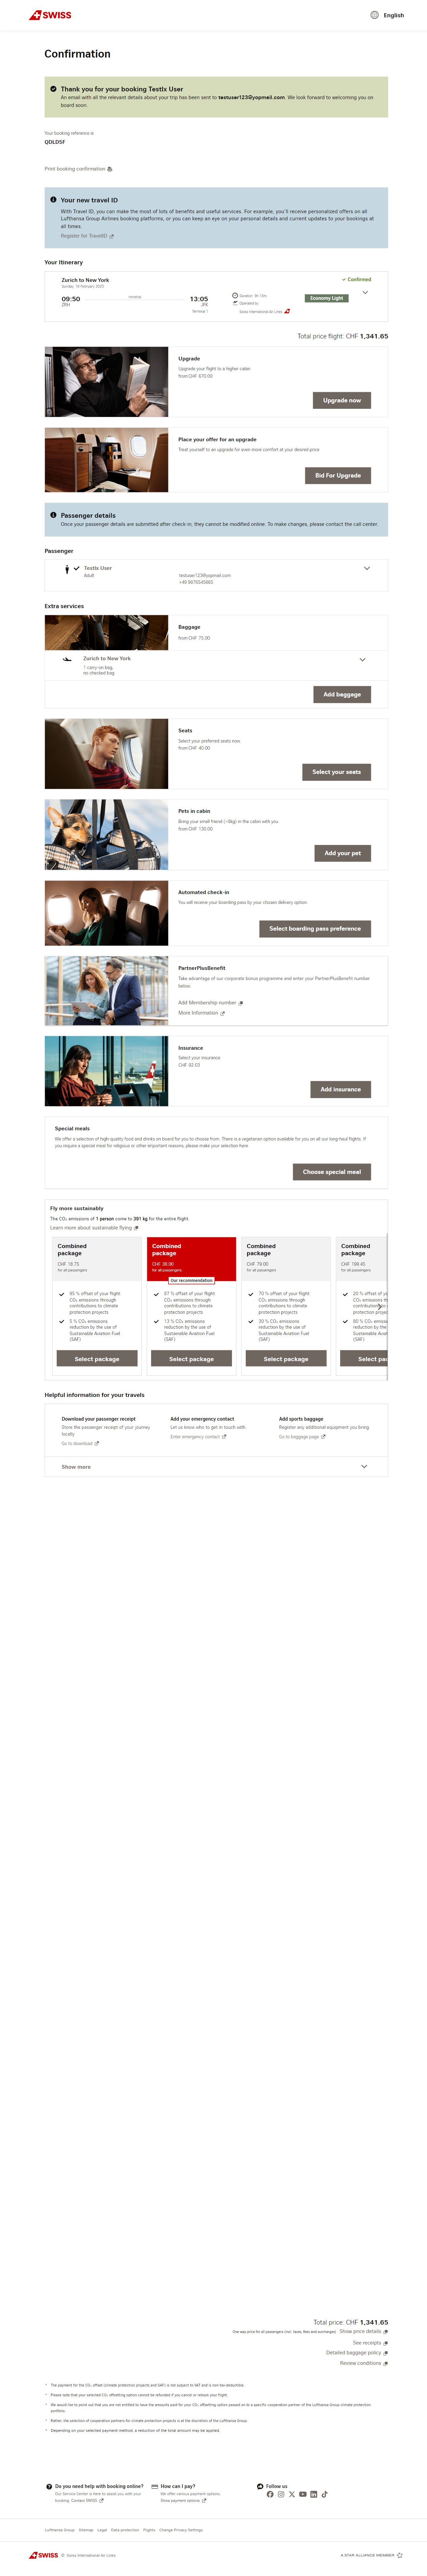 SWISS
English
Confirmation
Thank you for your booking Testlx User
An email with all the relevant details about your trip has been sent to testuser123@yopmail.com. We look forward to welcoming you on
board soon.
Your booking reference is
QDLD5F
Print booking confirmation
Your new travel ID
With Travel ID, you can make the most of lots of benefits and useful services. For example, you'll receive personalized offers on all
Lufthansa Group Airlines booking platforms, or you can keep an eye on your personal details and current updates to your bookings at
all times.
Register for TravelID
Your Itinerary
Zurich to New York
Confirmed
Sunday, 16 February 2025
09:50
nonstop
13:05
ZRH
JFK
Terminal 1
Duration: 9h 15m
Operated by:
Swiss International Air Lines
Economy Light
Total price flight: CHF 1,341.65
Upgrade
Upgrade your flight to a higher cabin
from CHF 670.00
Upgrade now
Place your offer for an upgrade
Treat yourself to an upgrade for even more comfort at your desired price
Bid For Upgrade
Passenger details
Once your passenger details are submitted after check-in, they cannot be modified online. To make changes, please contact the call center.
Passenger
Testlx User
Adult
testuser123@yopmail.com
+49 9876545665
Extra services
Baggage
from CHF 75.00
Zurich to New York
1 carry-on bag,
no checked bag
Add baggage
Seats
Select your preferred seats now.
from CHF 40.00
Select your seats
Pets in cabin
Bring your small friend (<8kg) in the cabin with you
from CHF 130.00
Add your pet
Automated check-in
You will receive your boarding pass by your chosen delivery option.
Select boarding pass preference
PartnerPlusBenefit
Take advantage of our corporate bonus programme and enter your PartnerPlusBenefit number
below
Add Membership number
More Information
Insurance
Select your insurance
CHF 92.03
Add insurance
Special meals
We offer a selection of high-quality food and drinks on board for you to choose from. There is a vegetarian option available for you on all our long-haul flights. If
you require a special meal for religious or other important reasons, please make your selection here.
Choose special meal
Fly more sustainably
The CO₂ emissions of 1 person come to 391 kg for the entire flight.
Learn more about sustainable flying
Combined
package
CHF 18.75
for all passengers
95 % offset of your flight
CO₂ emissions through
contributions to climate
protection projects
5 % CO₂ emissions
reduction by the use of
Sustainable Aviation Fuel
(SAF)
Select package
Combined
package
CHF 38.00
for all passengers
Our recommendation
87 % offset of your flight
CO₂ emissions through
contributions to climate
protection projects
13 % CO₂ emissions
reduction by the use of
Sustainable Aviation Fuel
(SAF)
Select package
Combined
package
CHF 79.00
for all passengers
70 % offset of your flight
CO₂ emissions through
contributions to climate
protection projects
30 % CO₂ emissions
reduction by the use of
Sustainable Aviation Fuel
(SAF)
Select package
Combined
package
CHF 199.45
for all passengers
20 % offset of yo
CO₂ emissions th
contributions
protection projec
80 % CO₂ emiss
reduction by the
Sustainable Avia
(SAF)
Select pac
Helpful information for your travels
Download your passenger receipt
Store the passenger receipt of your journey
locally
Go to download
Add your emergency contact
Let us know who to get in touch with.
Enter emergency contact
Add sports baggage
Register any additional equipment you bring.
Go to baggage page
Show more
Total price: CHF 1,341.65
One-way price for all passengers (incl. taxes, fees and surcharges)
Show price details
See receipts
Detailed baggage policy
Review conditions
* The payment for the CO₂ offset (climate protection projects and SAF) is not subject to VAT and is non-tax-deductible.
* Please note that your selected CO₂ offsetting option cannot be refunded if you cancel or rebook your flight.
* We would like to point out that you are not entitled to have the amounts paid for your CO₂ offsetting option passed on to a specific cooperation partner of the Lufthansa Group climate protection
portfolio.
* Rather, the selection of cooperation partners for climate protection projects is at the discretion of the Lufthansa Group.
* Depending on your selected payment method, a reduction of the total amount may be applied.
Do you need help with booking online?
Our Service Center is here to assist you with your
booking. Contact SWISS
How can I pay?
We offer various payment options.
Show payment options
Follow us
Lufthansa Group
Sitemap
Legal
Data protection
Flights
Change Privacy Settings
SWISS
© Swiss International Air Lines
A STAR ALLIANCE MEMBER